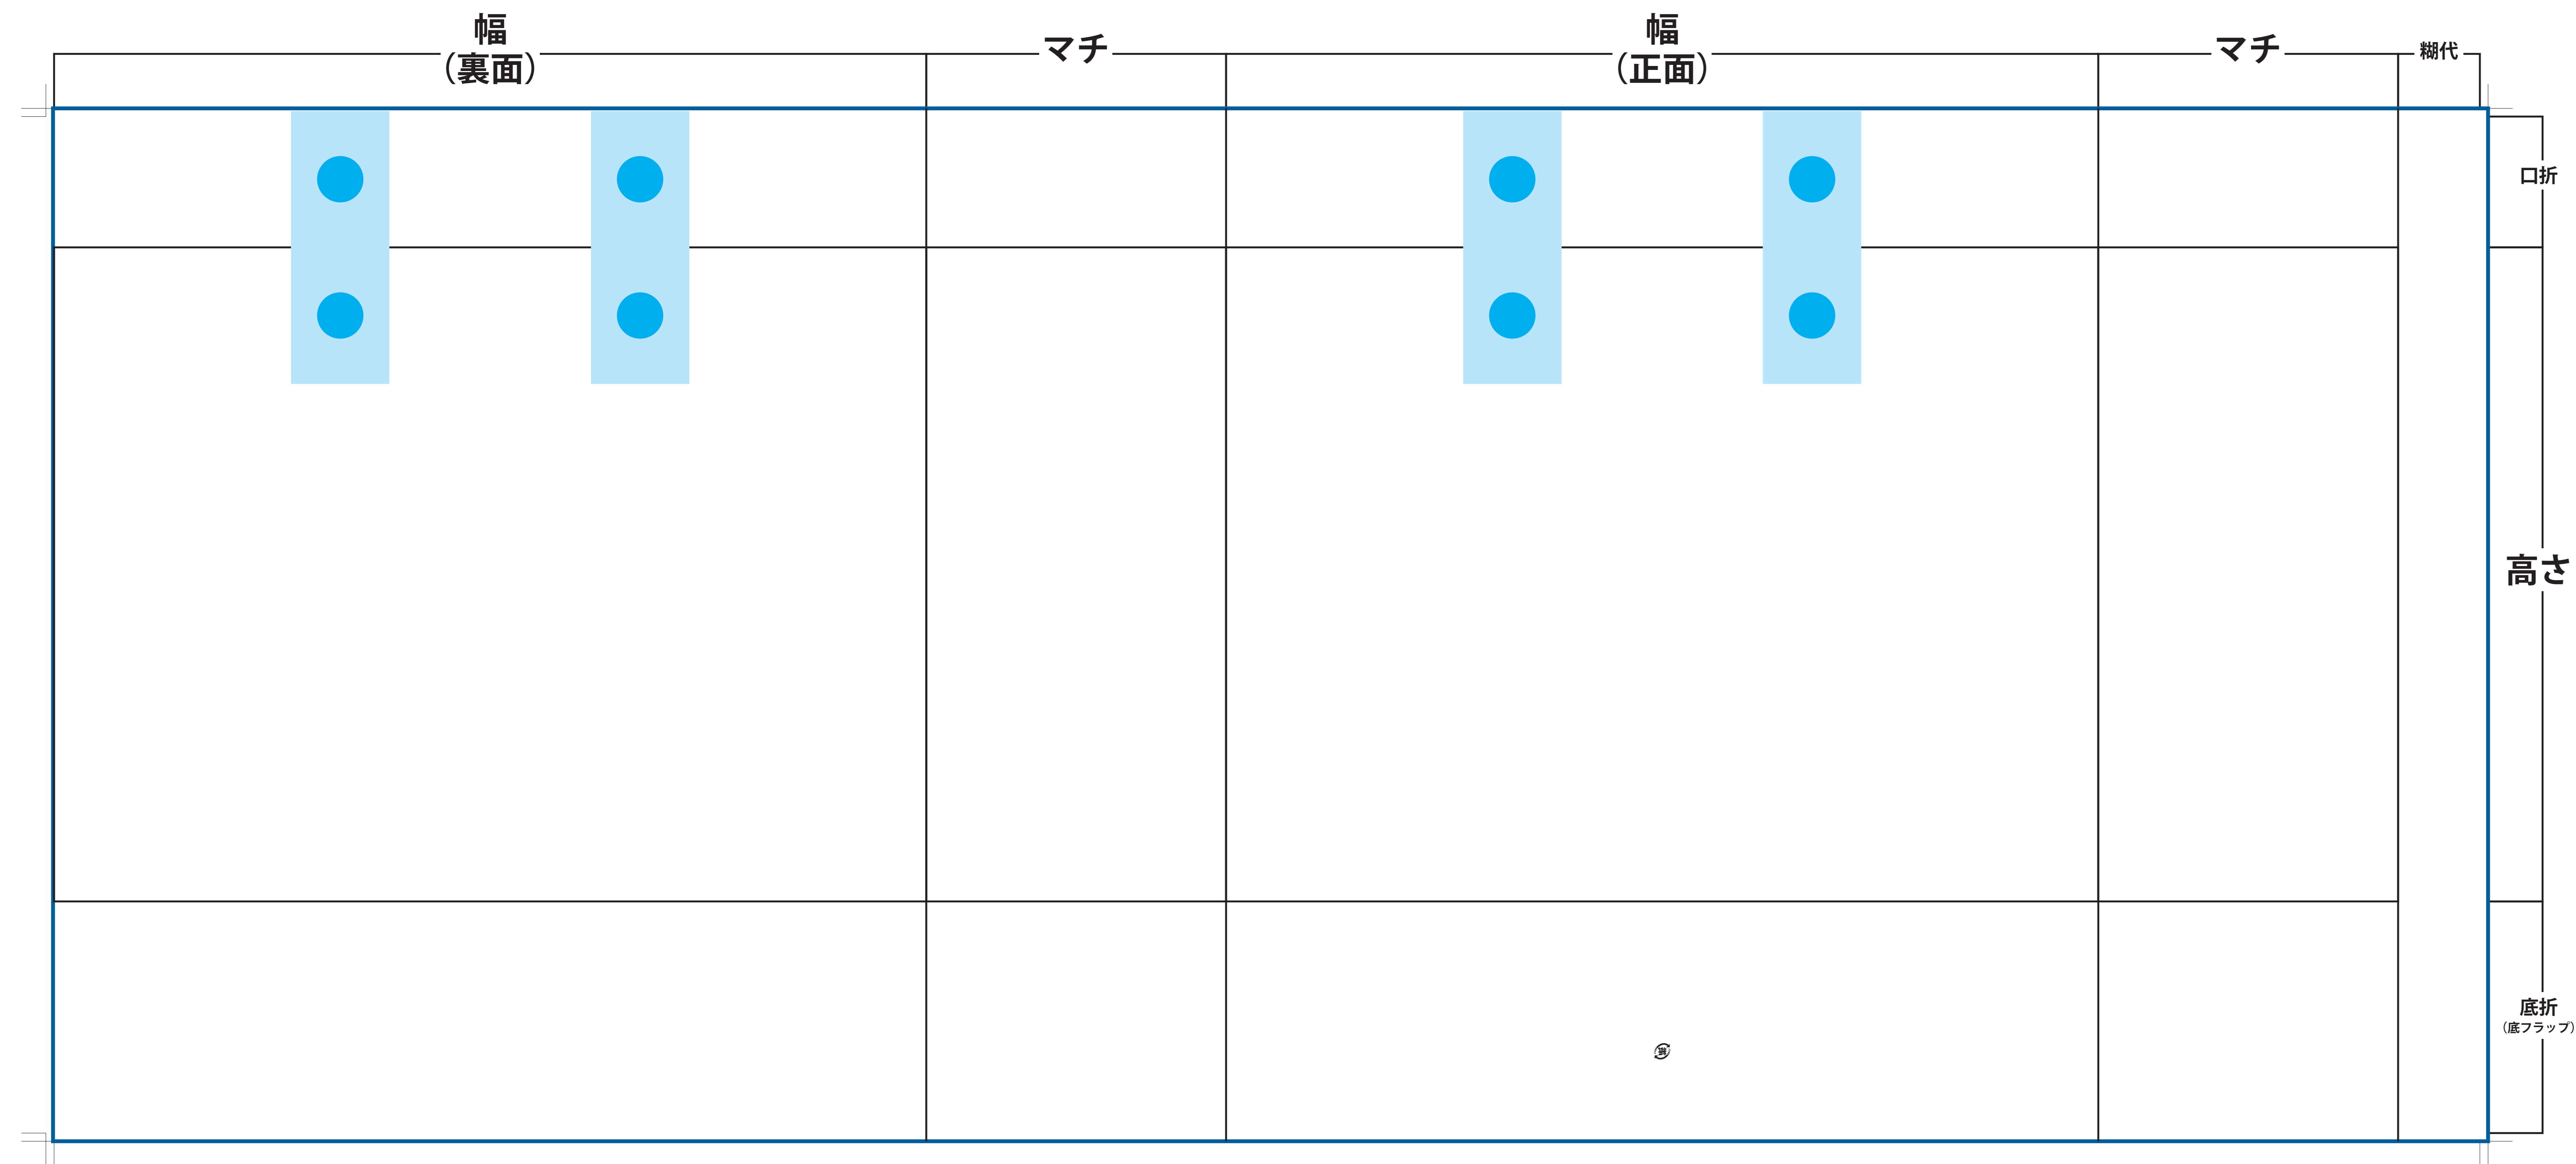 幅
（裏面）
マチ
幅
（正面）
マチ
糊代
口折
高さ
底折
（底フラップ）